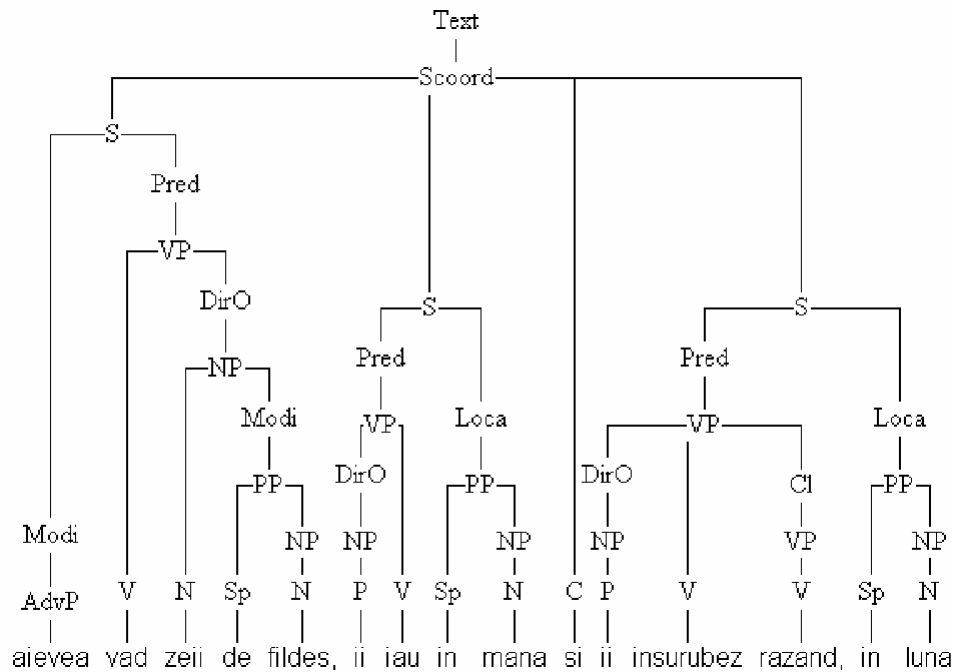 Text
Scoord
S
Pred
VP
DirO
S S
NP Pred Pred
Modi VP Loca VP Loca
DirO DirO
PP PP Cl PP
Modi NP NP NP NP VP NP
AdvP V N Sp N P V Sp N C P V V Sp N
aievea vad zeii de fildes, ii iau in mana si ii insurubez razand, in luna